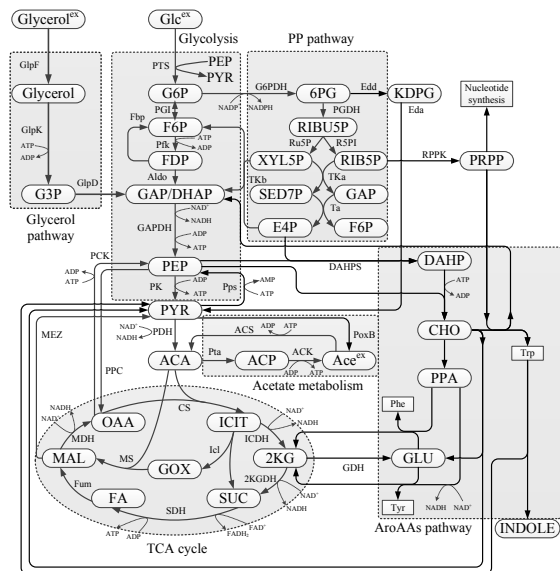 Glycerol^ex
Glc^ex
GlpF
Glycolysis
PTS
PEP
PYR
PP pathway
Glycerol
G6P
G6PDH
NADP
NADPH
6PG
Edd
KDPG
Nucleotide
synthesis
GlpK
ATP
ADP
Fbp
PGI
F6P
PGDH
RIBU5P
Eda
Pfk
ATP
ADP
Ru5P
R5PI
FDP
XYL5P
RIB5P
RPPK
PRPP
G3P
GlpD
Aldo
GAP/DHAP
TKb
TKa
SED7P
GAP
Glycerol
pathway
GAPDH
NAD⁺
NADH
ADP
ATP
Ta
E4P
F6P
PCK
ADP
ATP
PEP
DAHPS
DAHP
PK
ADP
ATP
Pps
AMP
ATP
ATP
ADP
MEZ
PYR
CHO
NAD⁺
NADH
PDH
ACS
ADP
ATP
PoxB
Trp
ACA
Pta
ACP
ACK
ADP
ATP
Ace^ex
PPA
PPC
Acetate metabolism
Phe
CS
NADH
NAD⁺
OAA
ICIT
NAD⁺
NADH
ICDH
MDH
MAL
MS
GOX
Icl
2KG
GDH
GLU
Fum
2KGDH
NAD⁺
NADH
FA
SUC
SDH
Tyr
NADH
NAD⁺
ATP
ADP
FAD⁺
FADH₂
AroAAs pathway
INDOLE
TCA cycle